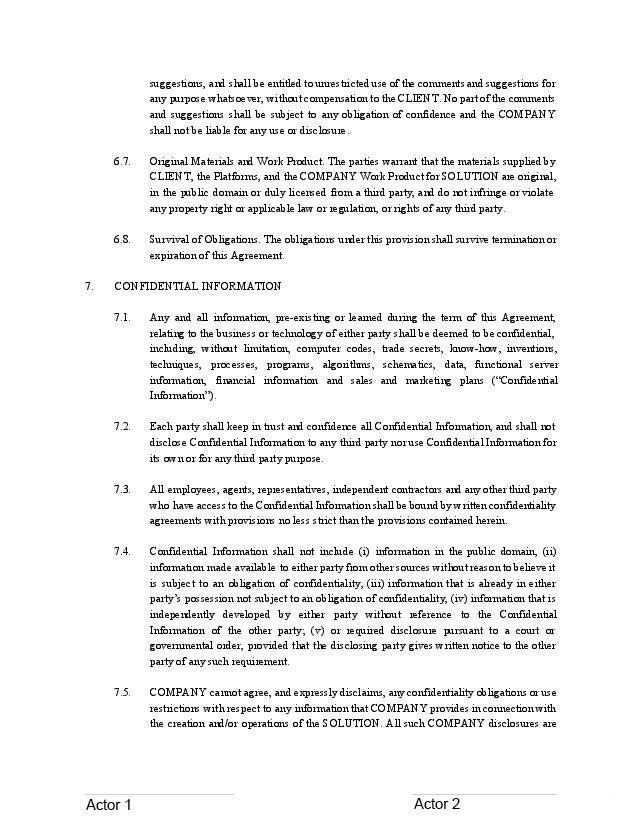 suggestions, and shall be entitled to unrestricted use of the comments and suggestions for
any purpose whatsoever, without compensation to the CLIENT. No part of the comments
and suggestions shall be subject to any obligation of confidence and the COMPANY
shall not be liable for any use or disclosure.
6.7. Original Materials and Work Product. The parties warrant that the materials supplied by
CLIENT, the Platforms, and the COMPANY Work Product for SOLUTION are original,
in the public domain or duly licensed from a third party, and do not infringe or violate
any property right or applicable law or regulation, or rights of any third party.
6.8. Survival of Obligations. The obligations under this provision shall survive termination or
expiration of this Agreement.
7. CONFIDENTIAL INFORMATION
7.1. Any and all information, pre-existing or learned during the term of this Agreement,
relating to the business or technology of either party shall be deemed to be confidential,
including, without limitation, computer codes, trade secrets, know-how, inventions,
techniques, processes, programs, algorithms, schematics, data, functional server
information, financial information and sales and marketing plans (“Confidential
Information”).
7.2. Each party shall keep in trust and confidence all Confidential Information, and shall not
disclose Confidential Information to any third party nor use Confidential Information for
its own or for any third party purpose.
7.3. All employees, agents, representatives, independent contractors and any other third party
who have access to the Confidential Information shall be bound by written confidentiality
agreements with provisions no less strict than the provisions contained herein.
7.4. Confidential Information shall not include (i) information in the public domain, (ii)
information made available to either party from other sources without reason to believe it
is subject to an obligation of confidentiality, (iii) information that is already in either
party’s possession not subject to an obligation of confidentiality, (iv) information that is
independently developed by either party without reference to the Confidential
Information of the other party; (v) or required disclosure pursuant to a court or
governmental order, provided that the disclosing party gives written notice to the other
party of any such requirement.
7.5. COMPANY cannot agree, and expressly disclaims, any confidentiality obligations or use
restrictions with respect to any information that COMPANY provides in connection with
the creation and/or operations of the SOLUTION. All such COMPANY disclosures are
Actor 1 Actor 2